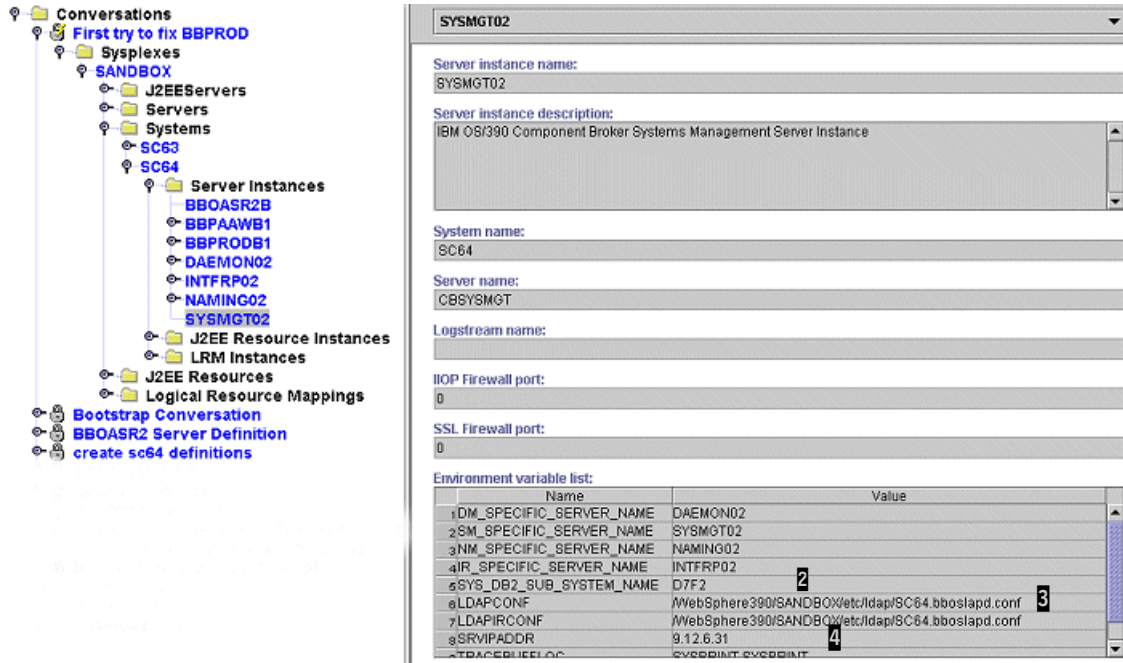 Conversations
First try to fix BBPROD
Sysplexes
SANDBOX
J2EEServers
Servers
Systems
SC63
SC64
Server Instances
BBOASR2B
BBPAAWB1
BBPRODB1
DAEMON02
INTFRP02
NAMING02
SYSMGT02
J2EE Resource Instances
LRM Instances
J2EE Resources
Logical Resource Mappings
Bootstrap Conversation
BBOASR2 Server Definition
create sc64 definitions
SYSMGT02
Server instance name:
SYSMGT02
Server instance description:
IBM OS/390 Component Broker Systems Management Server Instance
System name:
SC64
Server name:
CBSYSMGT
Logstream name:
IIOP Firewall port:
0
SSL Firewall port:
0
Environment variable list:
Name Value
1 DM_SPECIFIC_SERVER_NAME DAEMON02
2 SM_SPECIFIC_SERVER_NAME SYSMGT02
3 NM_SPECIFIC_SERVER_NAME NAMING02
4 IR_SPECIFIC_SERVER_NAME INTFRP02
5 SYS_DB2_SUB_SYSTEM_NAME D7F2 2
6 LDAPCONF /WebSphere390/SANDBOX/etc/ldap/SC64.bboslapd.conf 3
7 LDAPIRCONF /WebSphere390/SANDBOX/etc/ldap/SC64.bboslapd.conf
8 SRVIPADDR 9.12.6.31 4
9 TRACEBUFFLOC SYSPRINT SYSPRINT